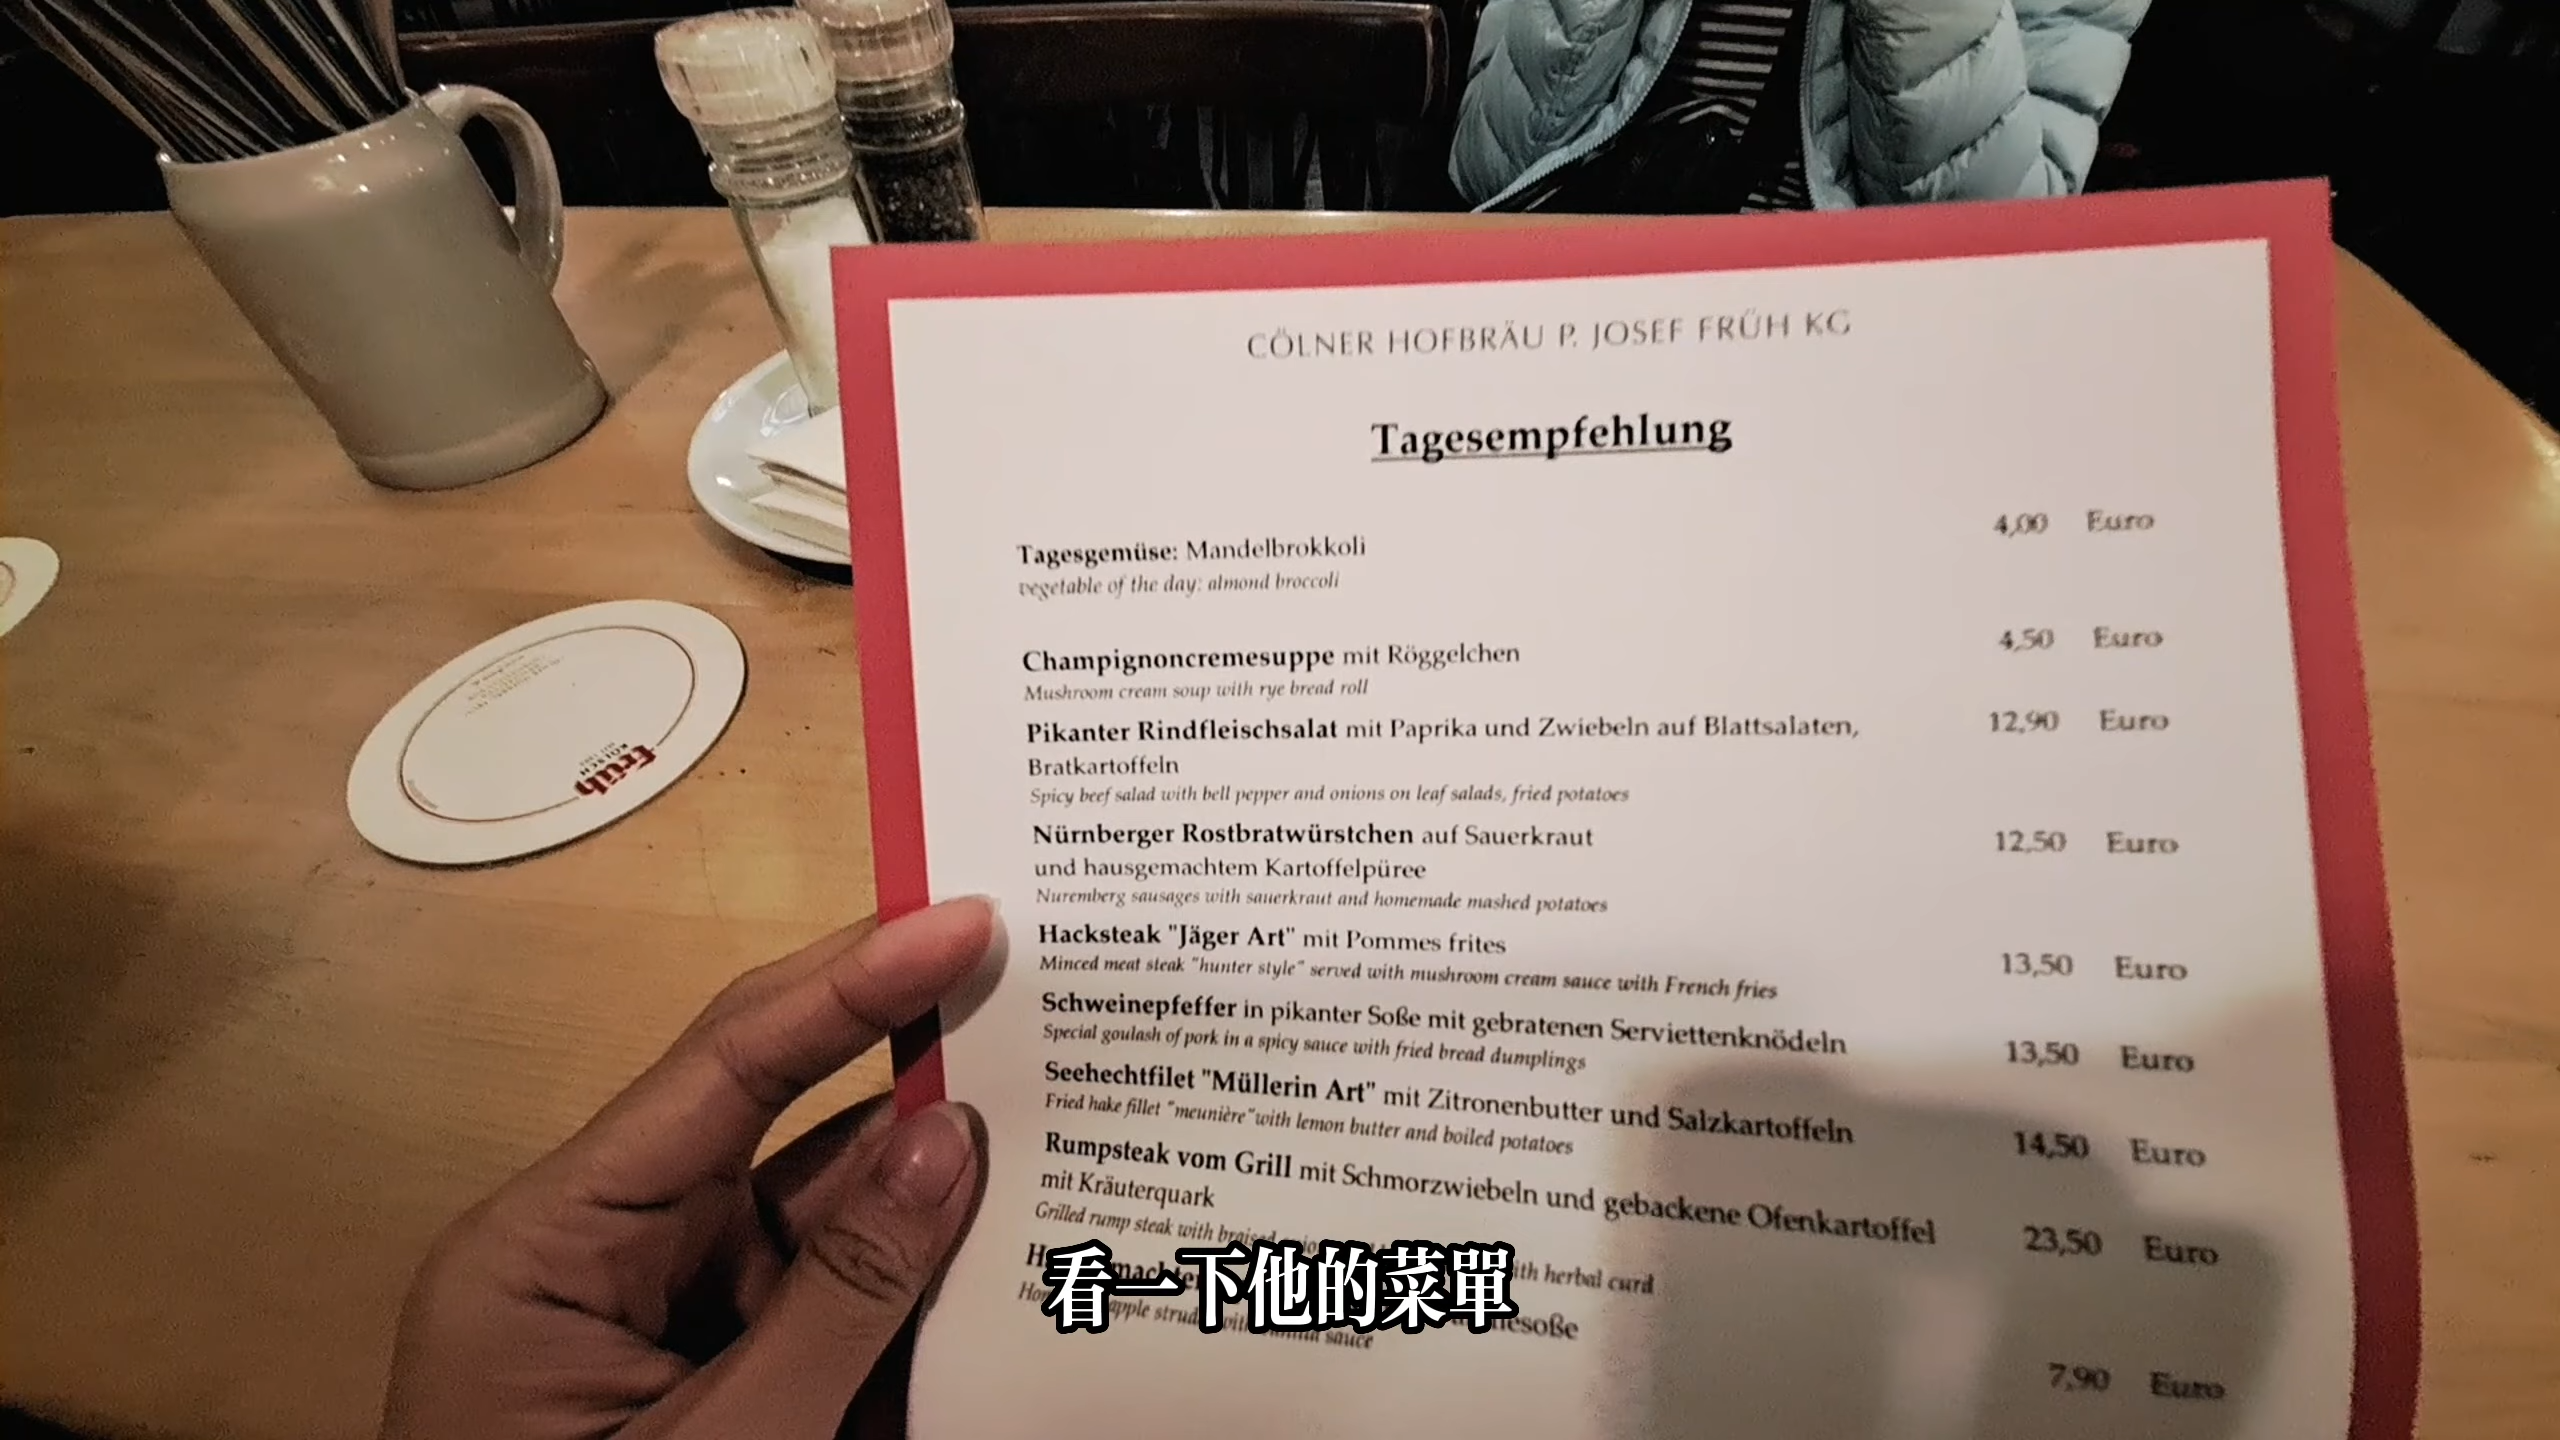 CÖLNER HOFBRÄU P. JOSEF FRÜH KG
Tagesempfehlung
Tagesgemüse: Mandelbrokkoli 4,00 Euro
vegetable of the day: almond broccoli
Champignoncremesuppe mit Röggelchen 4,50 Euro
Mushroom cream soup with rye bread roll
Pikanter Rindfleischsalat mit Paprika und Zwiebeln auf Blattsalaten, 12,90 Euro
Bratkartoffeln
Spicy beef salad with bell pepper and onions on leaf salads, fried potatoes
Nürnberger Rostbratwürstchen auf Sauerkraut 12,50 Euro
und hausgemachtem Kartoffelpüree
Nuremberg sausages with sauerkraut and homemade mashed potatoes
Hacksteak "Jäger Art" mit Pommes frites 13,50 Euro
Minced meat steak "hunter style" served with mushroom cream sauce with French fries
Schweinepfeffer in pikanter Soße mit gebratenen Serviettenknödeln 13,50 Euro
Special goulash of pork in a spicy sauce with fried bread dumplings
Seehechtfilet "Müllerin Art" mit Zitronenbutter und Salzkartoffeln 14,50 Euro
Fried hake fillet "meunière" with lemon butter and boiled potatoes
Rumpsteak vom Grill mit Schmorzwiebeln und gebackene Ofenkartoffel 23,50 Euro
mit Kräuterquark
Grilled rump steak with braised with herbal curd
7,90 Euro
apple with sauce
früh
KÖLSCH
看一下他的菜單